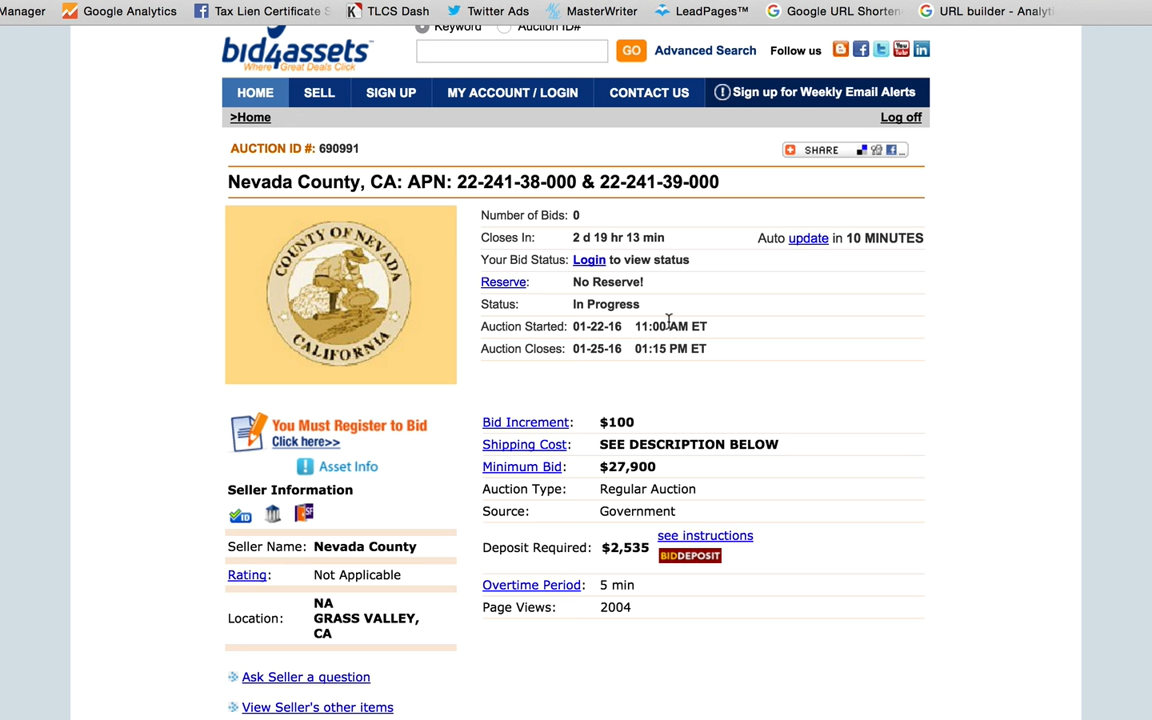 Manager Google Analytics Tax Lien Certificate S TLCS Dash Twitter Ads MasterWriter LeadPages™ Google URL Shorten URL builder - Analyti
Keyword Auction ID#
bid4assets™
Where Great Deals Click
GO Advanced Search Follow us You Tube in
HOME SELL SIGN UP MY ACCOUNT / LOGIN CONTACT US Sign up for Weekly Email Alerts
>Home Log off
AUCTION ID #: 690991 SHARE ...
Nevada County, CA: APN: 22-241-38-000 & 22-241-39-000
COUNTY OF NEVADA
CALIFORNIA
Number of Bids: 0
Closes In: 2 d 19 hr 13 min Auto update in 10 MINUTES
Your Bid Status: Login to view status
Reserve: No Reserve!
Status: In Progress
Auction Started: 01-22-16 11:00 AM ET
Auction Closes: 01-25-16 01:15 PM ET
You Must Register to Bid
Click here>>
Asset Info
Seller Information
ID SF
Seller Name: Nevada County
Rating: Not Applicable
Location: NA
GRASS VALLEY,
CA
Ask Seller a question
View Seller's other items
Bid Increment: $100
Shipping Cost: SEE DESCRIPTION BELOW
Minimum Bid: $27,900
Auction Type: Regular Auction
Source: Government
Deposit Required: $2,535 see instructions
BIDDEPOSIT
Overtime Period: 5 min
Page Views: 2004